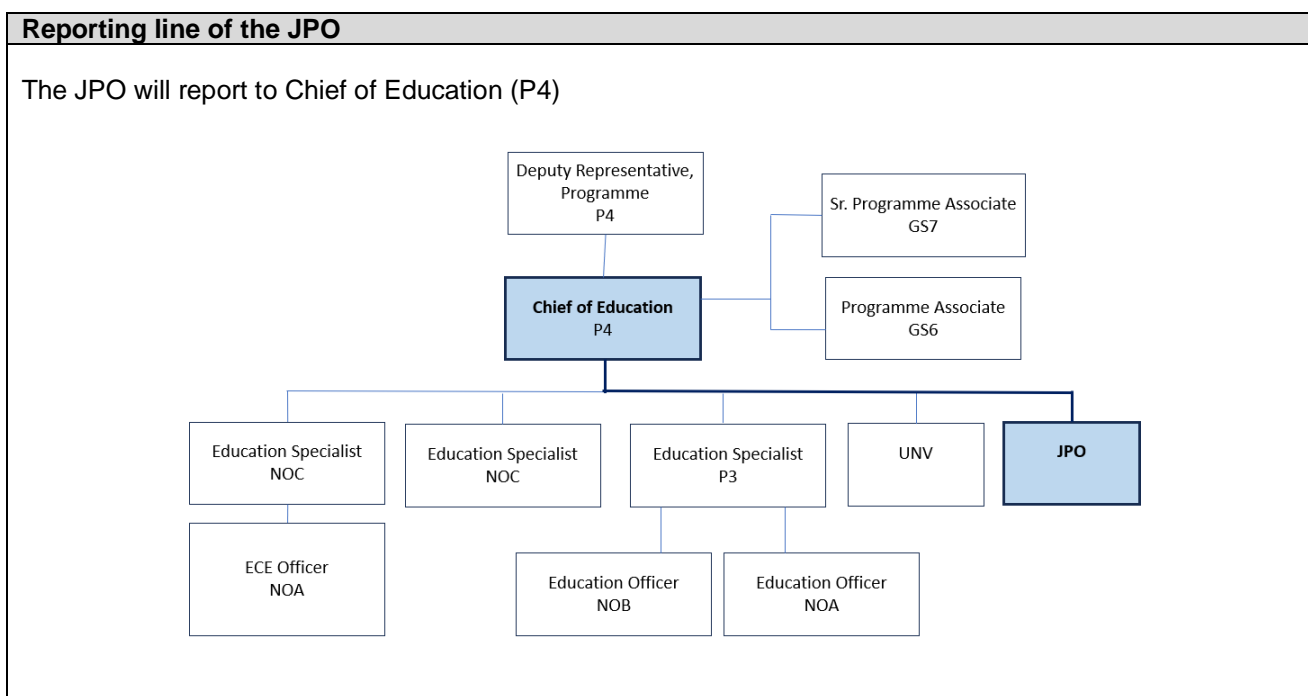 Reporting line of the JPO
The JPO will report to Chief of Education (P4)
Deputy Representative,
Programme
P4
Sr. Programme Associate
GS7
Chief of Education
P4
Programme Associate
GS6
Education Specialist
NOC
Education Specialist
NOC
Education Specialist
P3
UNV
JPO
ECE Officer
NOA
Education Officer
NOB
Education Officer
NOA